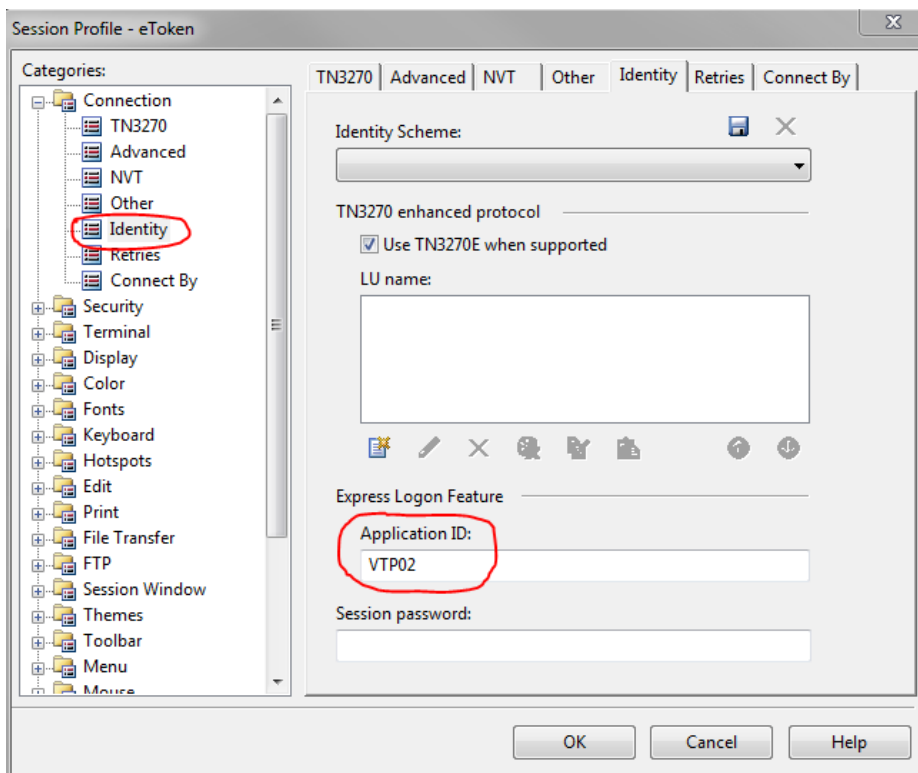 Session Profile - eToken
Categories:
Connection
TN3270
Advanced
NVT
Other
Identity
Retries
Connect By
Security
Terminal
Display
Color
Fonts
Keyboard
Hotspots
Edit
Print
File Transfer
FTP
Session Window
Themes
Toolbar
Menu
Mouse
TN3270 Advanced NVT Other Identity Retries Connect By
Identity Scheme:
TN3270 enhanced protocol
Use TN3270E when supported
LU name:
Express Logon Feature
Application ID:
VTP02
Session password:
OK Cancel Help